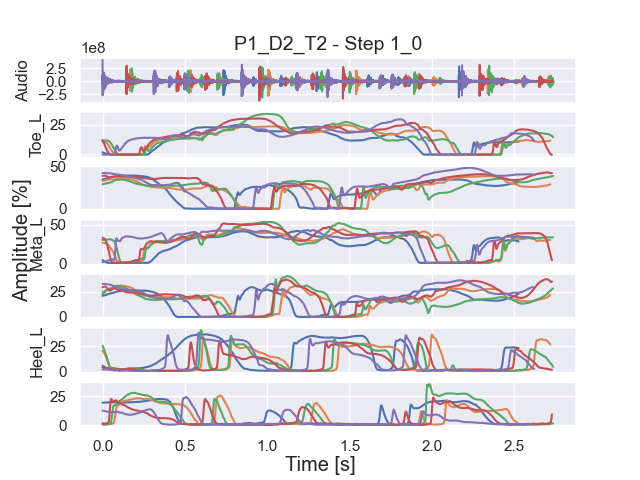 P1_D2_T2 - Step 1_0
1e8
Audio
2.5
0.0
−2.5
Toe_L
25
0
50
0
Meta_L
50
0
25
0
Heel_L
25
0
25
0
Amplitude [%]
0.0 0.5 1.0 1.5 2.0 2.5
Time [s]